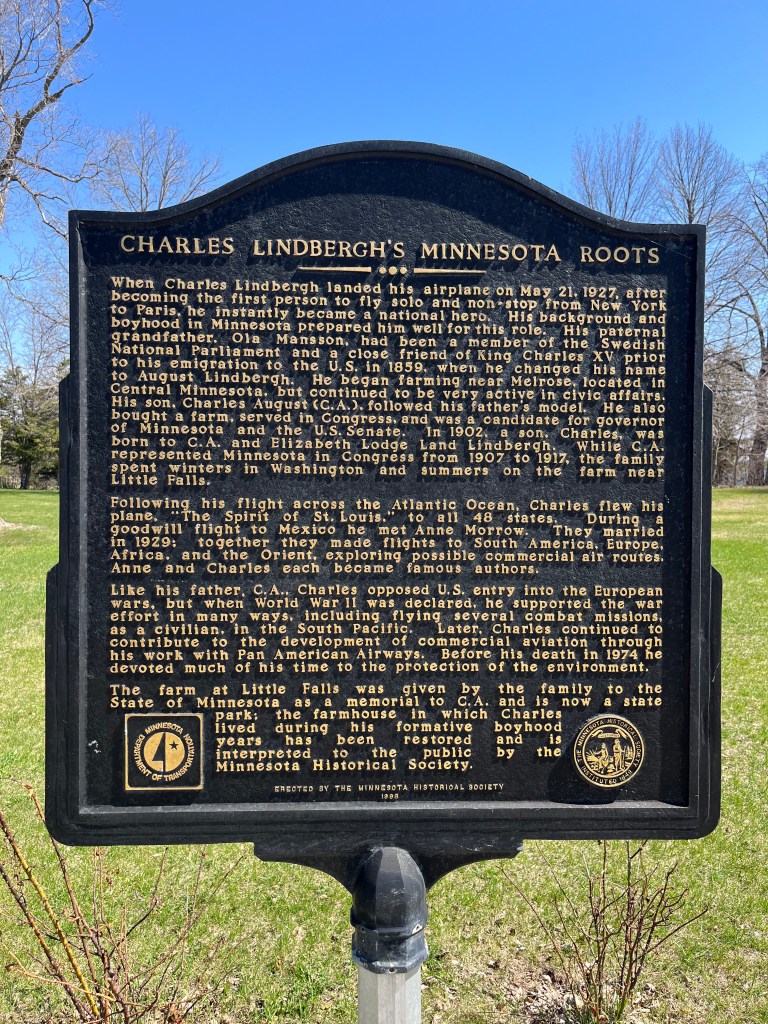 CHARLES LINDBERGH'S MINNESOTA ROOTS
When Charles Lindbergh landed his airplane on May 21, 1927, after
becoming the first person to fly solo and non-stop from New York
to Paris, he instantly became a national hero. His background and
boyhood in Minnesota prepared him well for this role. His paternal
grandfather, Ola Mansson, had been a member of the Swedish
National Parliament and a close friend of King Charles XV prior
to his emigration to the U.S. in 1859, when he changed his name
to August Lindbergh. He began farming near Melrose, located in
Central Minnesota, but continued to be very active in civic affairs.
His son, Charles August (C.A.), followed his father's model. He also
bought a farm, served in Congress, and was a candidate for governor
of Minnesota and the U.S. Senate. In 1902, a son, Charles, was
born to C.A. and Elizabeth Lodge Land Lindbergh. While C.A.
represented Minnesota in Congress from 1907 to 1917, the family
spent winters in Washington and summers on the farm near
Little Falls.
Following his flight across the Atlantic Ocean, Charles flew his
plane, "The Spirit of St. Louis," to all 48 states. During a
goodwill flight to Mexico he met Anne Morrow. They married
in 1929; together they made flights to South America, Europe,
Africa, and the Orient, exploring possible commercial air routes.
Anne and Charles each became famous authors.
Like his father, C.A., Charles opposed U.S. entry into the European
wars, but when World War II was declared, he supported the war
effort in many ways, including flying several combat missions,
as a civilian, in the South Pacific. Later, Charles continued to
contribute to the development of commercial aviation through
his work with Pan American Airways. Before his death in 1974 he
devoted much of his time to the protection of the environment.
The farm at Little Falls was given by the family to the
State of Minnesota as a memorial to C.A. and is now a state
park; the farmhouse in which Charles
lived during his formative boyhood
years has been restored and is
interpreted to the public by the
Minnesota Historical Society.
MINNESOTA
DEPARTMENT OF TRANSPORTATION
THE MINNESOTA HISTORICAL SOCIETY
INSTITUTED 1849
ERECTED BY THE MINNESOTA HISTORICAL SOCIETY